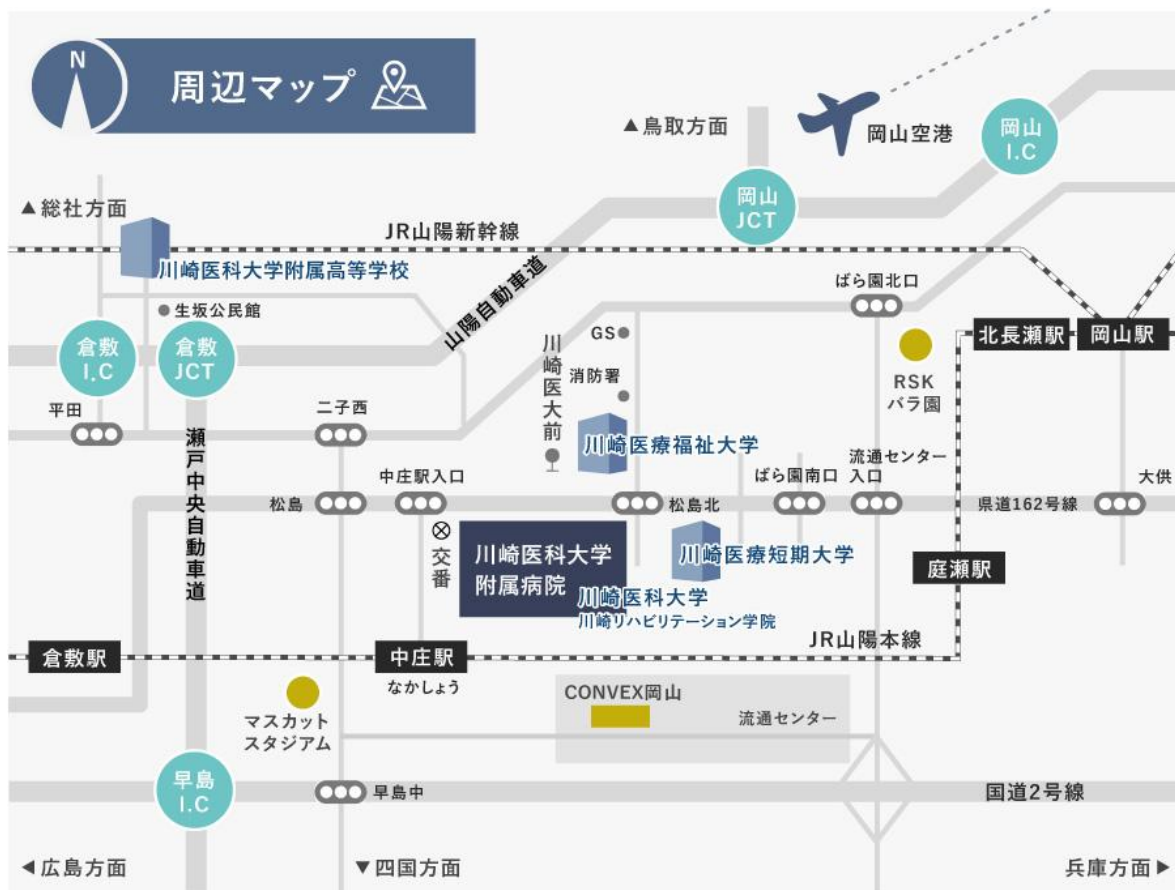 N
周辺マップ
▲鳥取方面
岡山空港
岡山
I.C
岡山
JCT
▲総社方面
JR山陽新幹線
川崎医科大学附属高等学校
山陽自動車道
生坂公民館
ばら園北口
倉敷
I.C
倉敷
JCT
GS
川崎医大前
消防署
北長瀬駅
岡山駅
RSK
バラ園
平田
二子西
瀬戸中央自動車道
川崎医療福祉大学
中庄駅入口
ばら園南口
流通センター
入口
大供
松島
松島北
県道162号線
交番
川崎医科大学
附属病院
川崎医療短期大学
庭瀬駅
川崎医科大学
川崎リハビリテーション学院
JR山陽本線
倉敷駅
中庄駅
なかしょう
マスカット
スタジアム
CONVEX岡山
流通センター
早島
I.C
早島中
国道2号線
◀広島方面
▼四国方面
兵庫方面▶